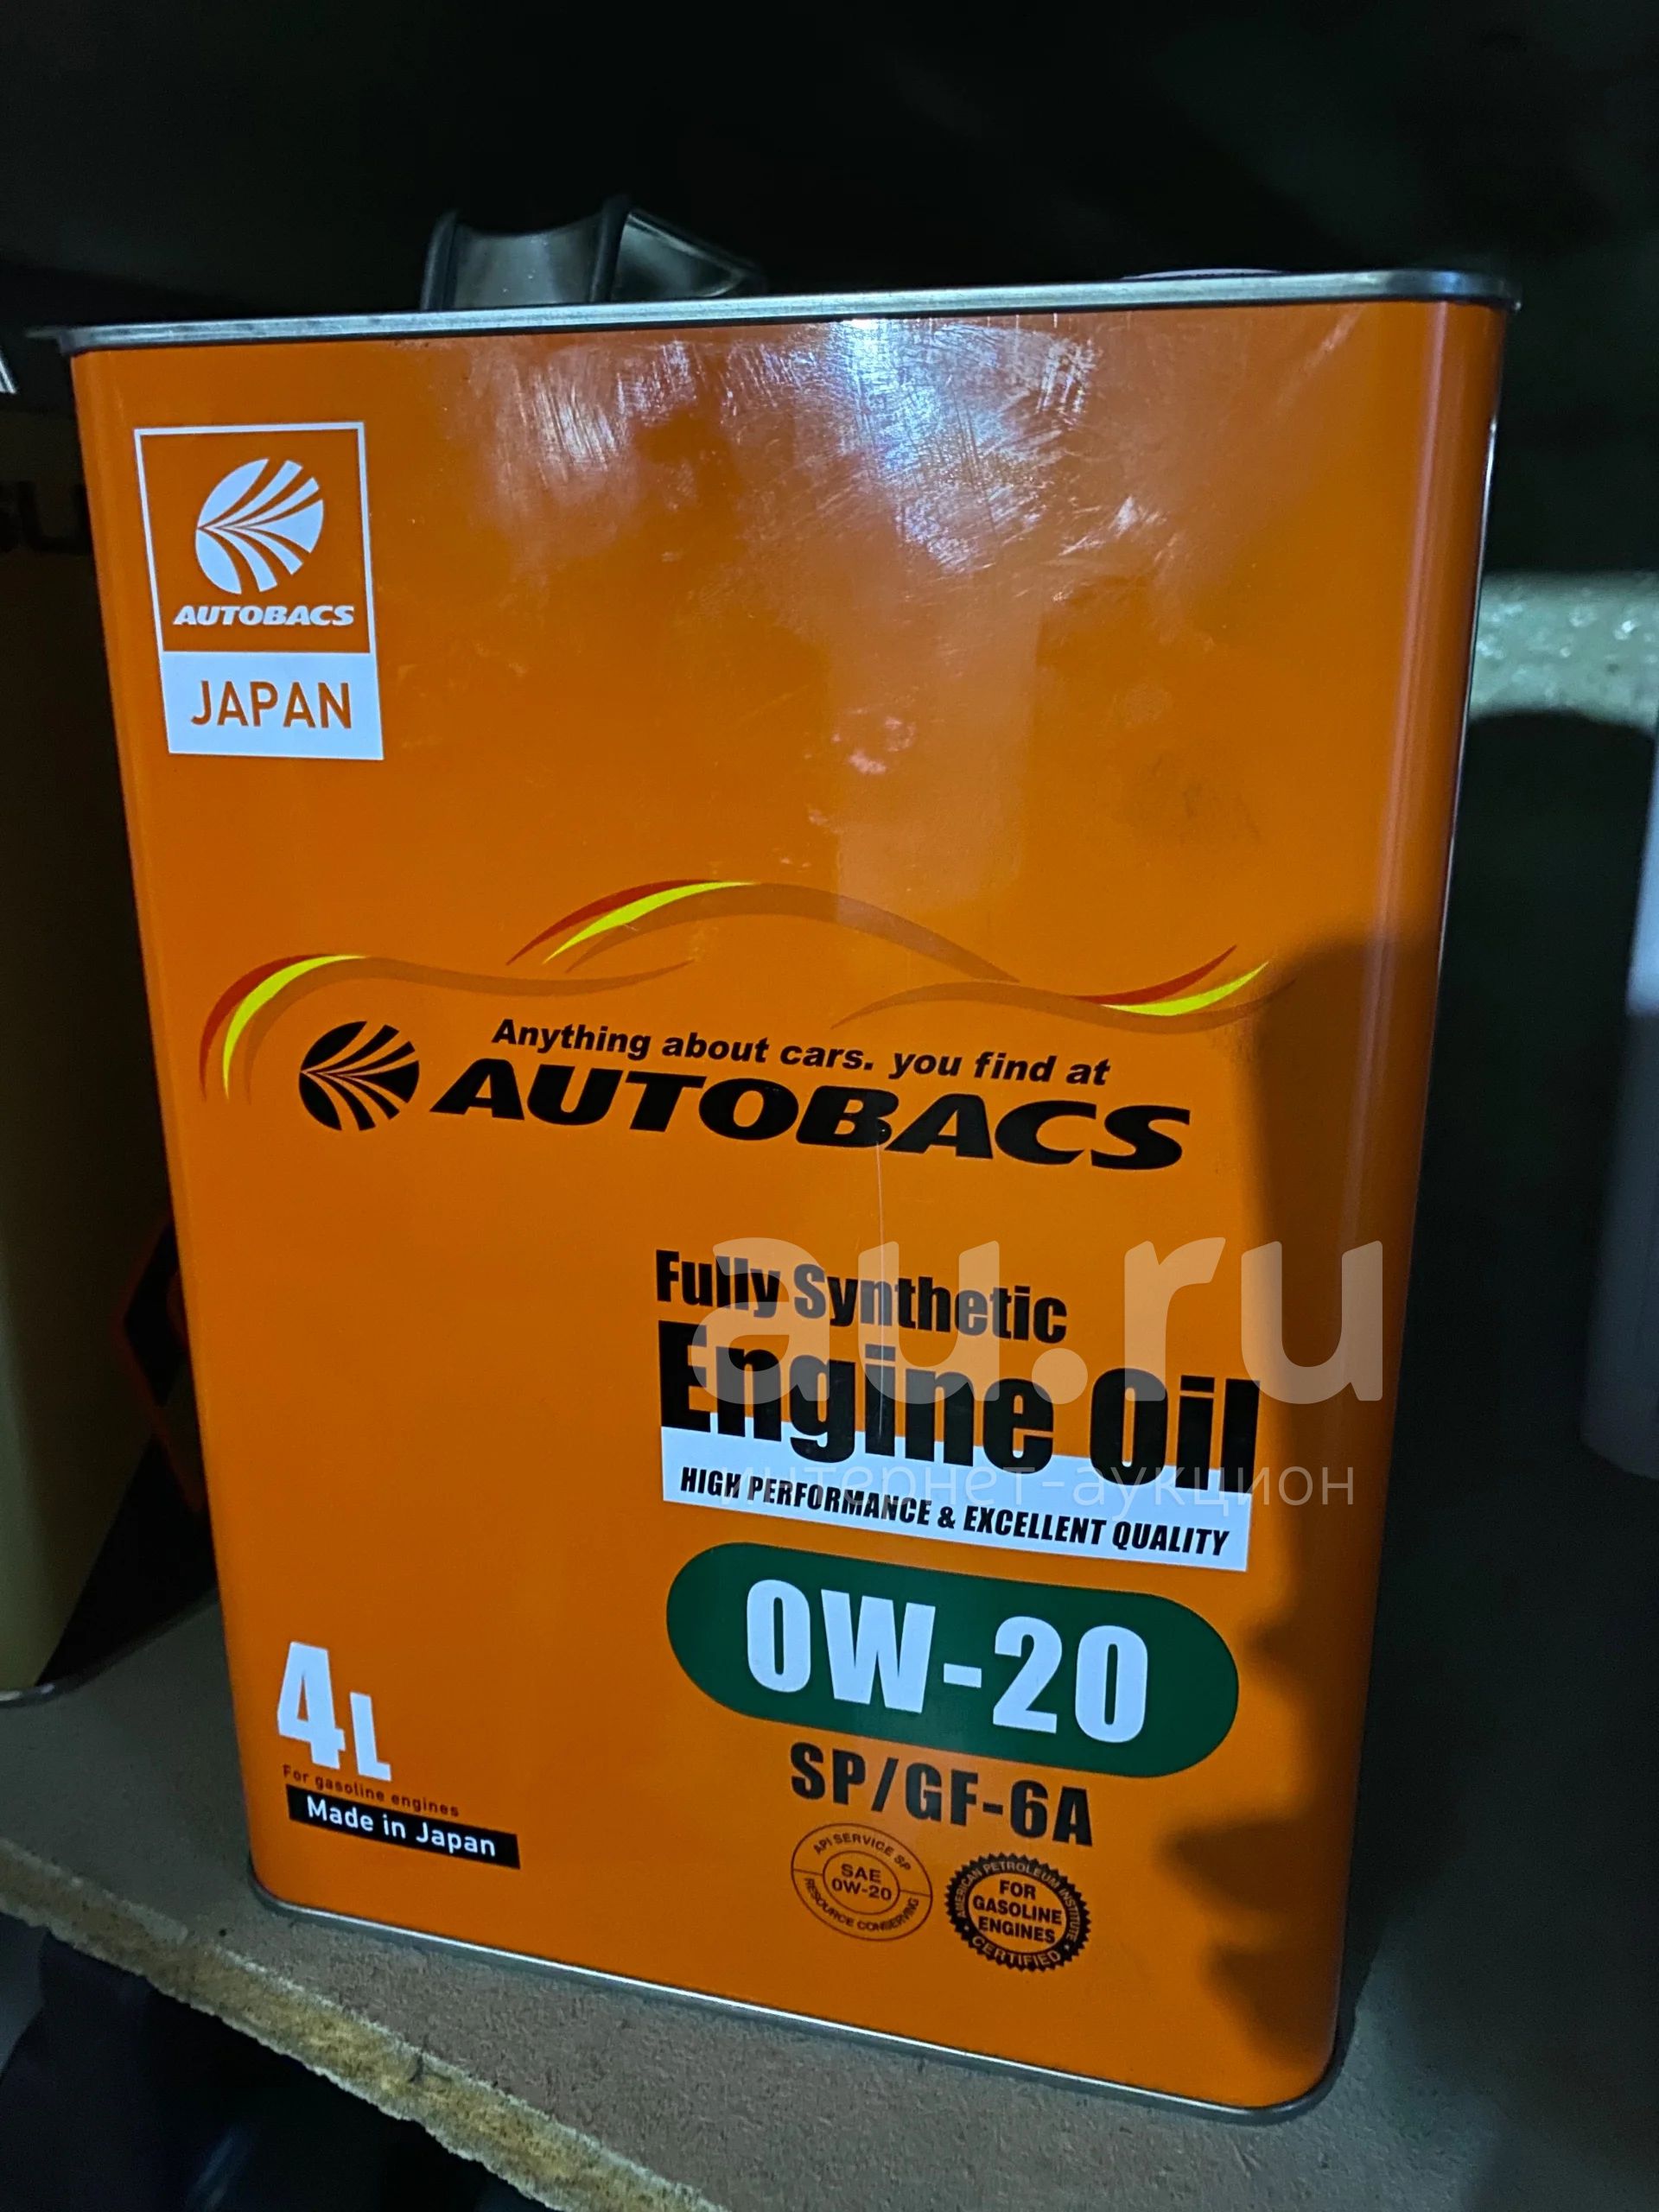 AUTOBACS
JAPAN
Anything about cars. you find at
AUTOBACS
Fully Synthetic
Engine Oil
HIGH PERFORMANCE & EXCELLENT QUALITY
au.ru
интернет-аукцион
0W-20
SP/GF-6A
4L
For gasoline engines
Made in Japan
API SERVICE SP
SAE
0W-20
RESOURCE CONSERVING
AMERICAN PETROLEUM INSTITUTE
FOR
GASOLINE
ENGINES
CERTIFIED